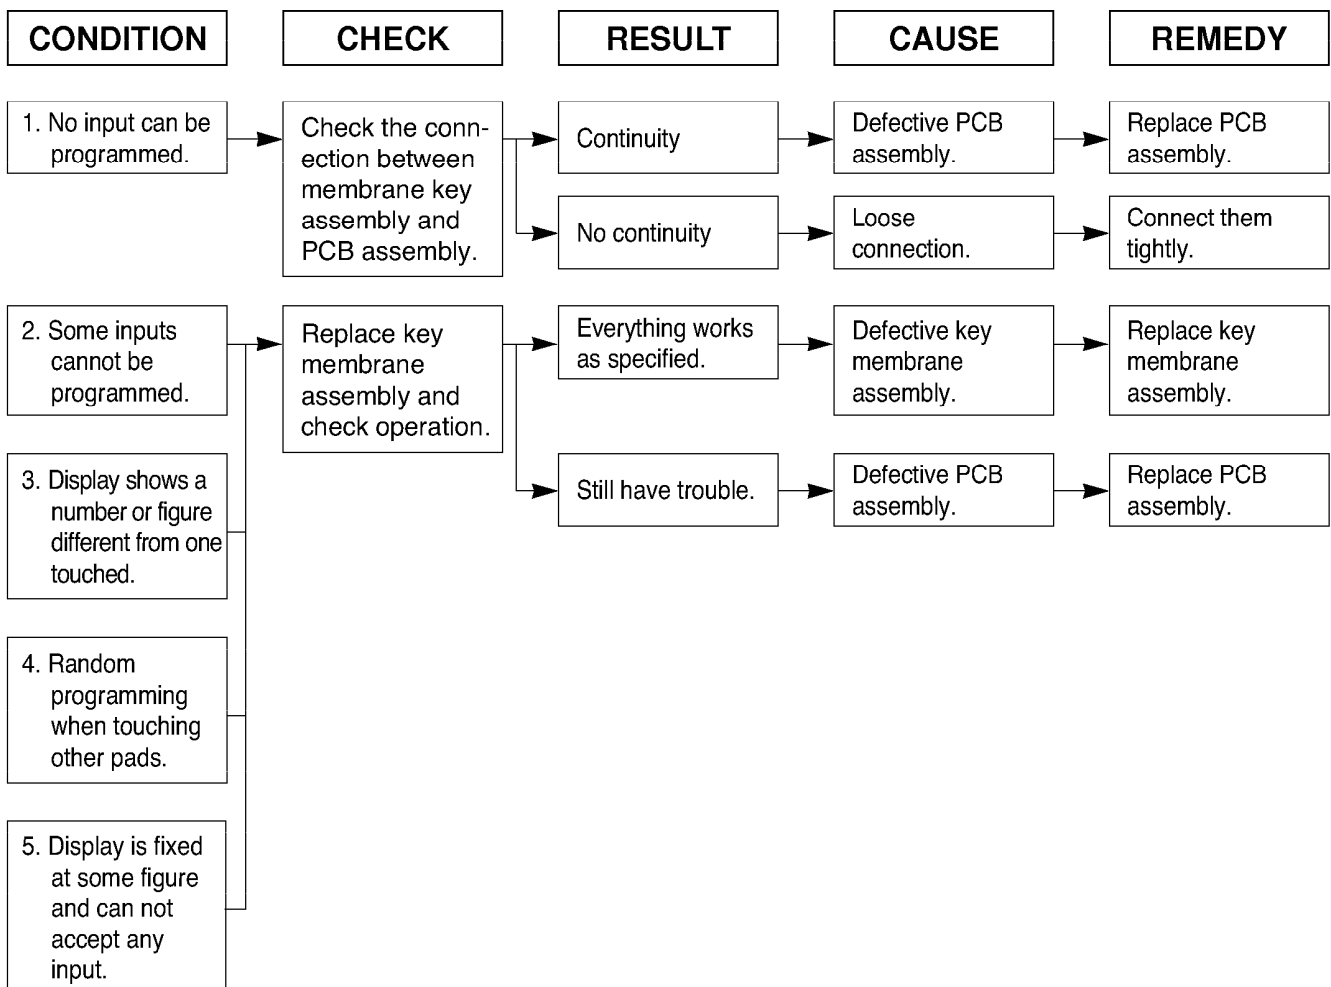 CONDITION
CHECK
RESULT
CAUSE
REMEDY
1. No input can be
programmed.
Check the conn-
ection between
membrane key
assembly and
PCB assembly.
Continuity
Defective PCB
assembly.
Replace PCB
assembly.
No continuity
Loose
connection.
Connect them
tightly.
2. Some inputs
cannot be
programmed.
Replace key
membrane
assembly and
check operation.
Everything works
as specified.
Defective key
membrane
assembly.
Replace key
membrane
assembly.
3. Display shows a
number or figure
different from one
touched.
Still have trouble.
Defective PCB
assembly.
Replace PCB
assembly.
4. Random
programming
when touching
other pads.
5. Display is fixed
at some figure
and can not
accept any
input.